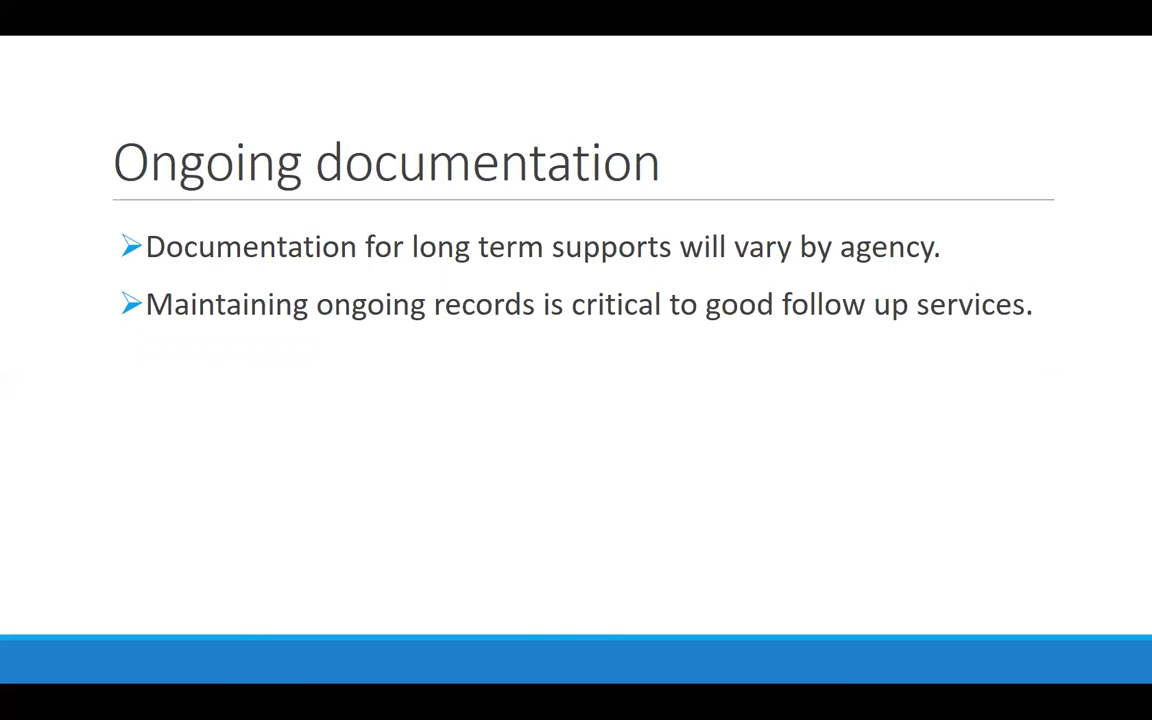 Ongoing documentation
Documentation for long term supports will vary by agency.
Maintaining ongoing records is critical to good follow up services.